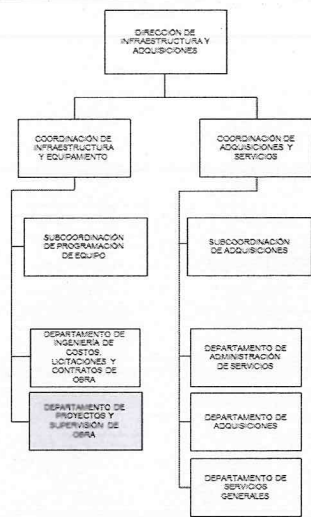 DIRECCIÓN DE
INFRAESTRUCTURA Y
ADQUISICIONES
COORDINACIÓN DE
INFRAESTRUCTURA
Y EQUIPAMIENTO
COORDINACIÓN DE
ADQUISICIONES Y
SERVICIOS
SUBCOORDINACIÓN
DE PROGRAMACIÓN
DE EQUIPO
SUBCOORDINACIÓN
DE ADQUISICIONES
DEPARTAMENTO DE
INGENIERÍA DE
COSTOS,
LICITACIONES Y
CONTRATOS DE
OBRA
DEPARTAMENTO DE
ADMINISTRACIÓN
DE SERVICIOS
DEPARTAMENTO DE
PROYECTOS Y
SUPERVISIÓN DE
OBRA
DEPARTAMENTO DE
ADQUISICIONES
DEPARTAMENTO DE
SERVICIOS
GENERALES